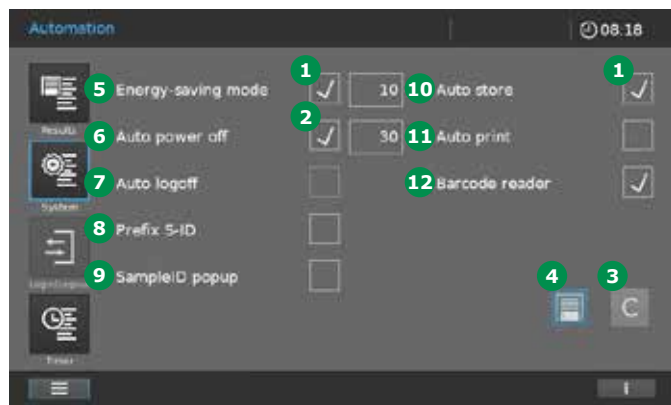 Automation 08:18
1 1
5 Energy-saving mode 10 10 Auto store
Results 2
6 Auto power off 30 11 Auto print
7 Auto logoff 12 Barcode reader
System
8 Prefix S-ID
9 SampleID popup 4 3
Login/Logout
C
Timer